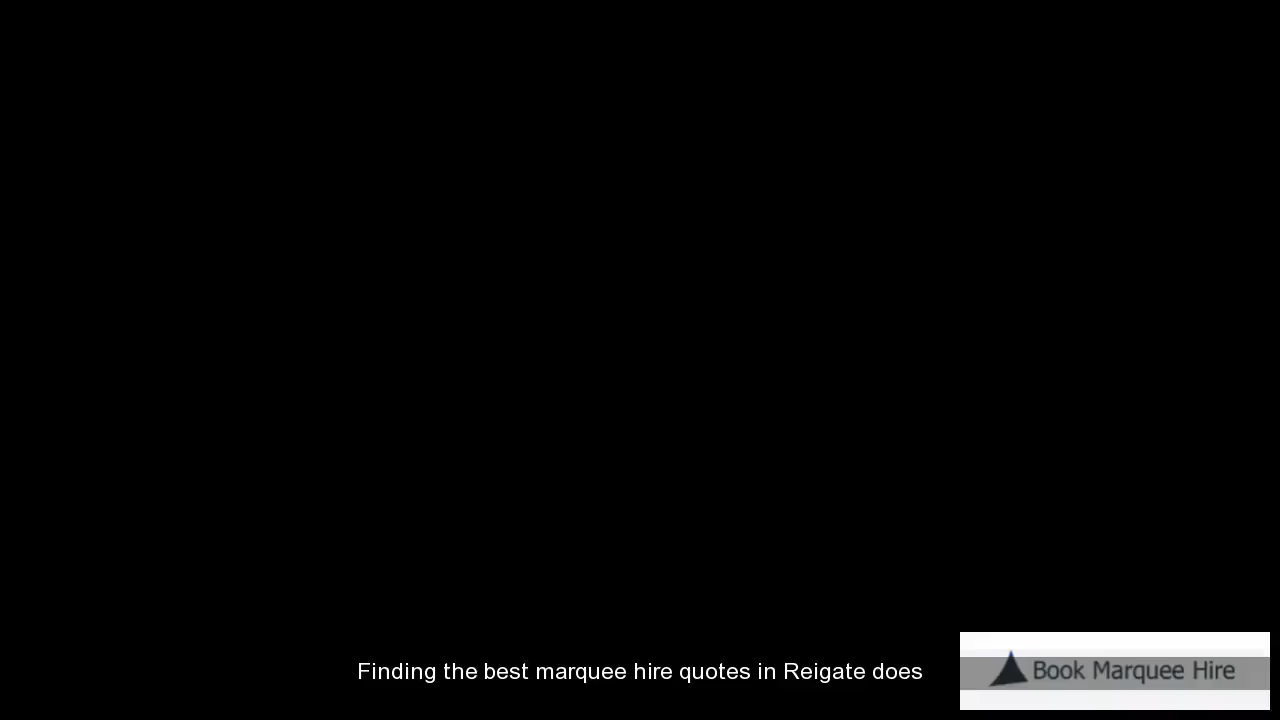 Finding the best marquee hire quotes in Reigate does
Book Marquee Hire